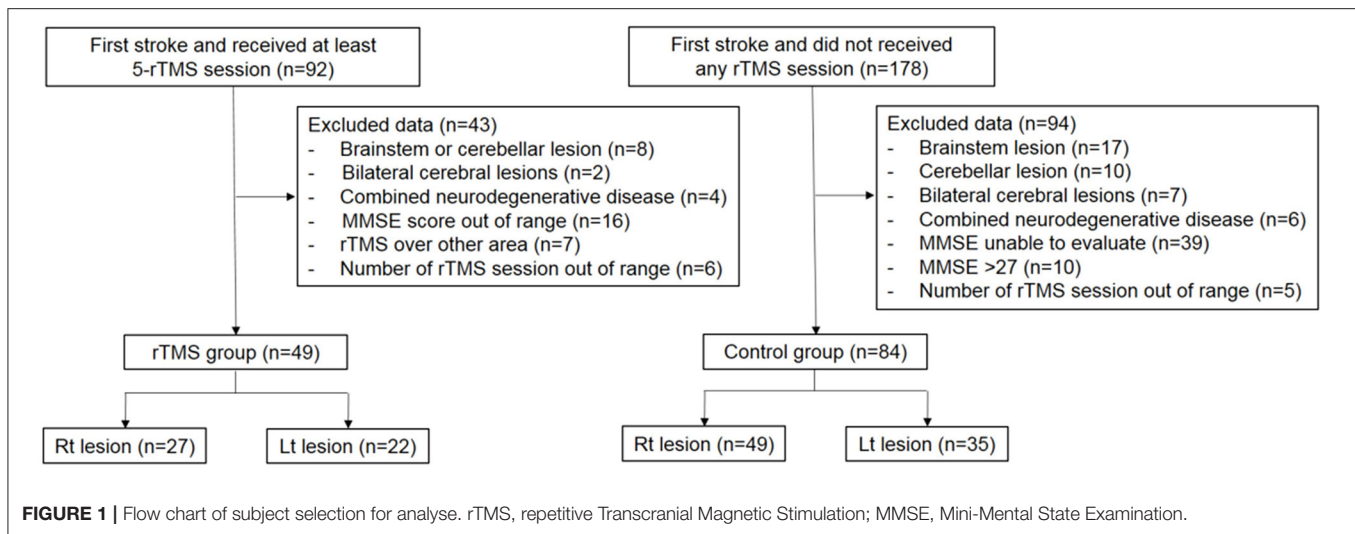 First stroke and received at least
5-rTMS session (n=92)
Excluded data (n=43)
- Brainstem or cerebellar lesion (n=8)
- Bilateral cerebral lesions (n=2)
- Combined neurodegenerative disease (n=4)
- MMSE score out of range (n=16)
- rTMS over other area (n=7)
- Number of rTMS session out of range (n=6)
rTMS group (n=49)
Rt lesion (n=27)
Lt lesion (n=22)
First stroke and did not received
any rTMS session (n=178)
Excluded data (n=94)
- Brainstem lesion (n=17)
- Cerebellar lesion (n=10)
- Bilateral cerebral lesions (n=7)
- Combined neurodegenerative disease (n=6)
- MMSE unable to evaluate (n=39)
- MMSE >27 (n=10)
- Number of rTMS session out of range (n=5)
Control group (n=84)
Rt lesion (n=49)
Lt lesion (n=35)
FIGURE 1 | Flow chart of subject selection for analyse. rTMS, repetitive Transcranial Magnetic Stimulation; MMSE, Mini-Mental State Examination.